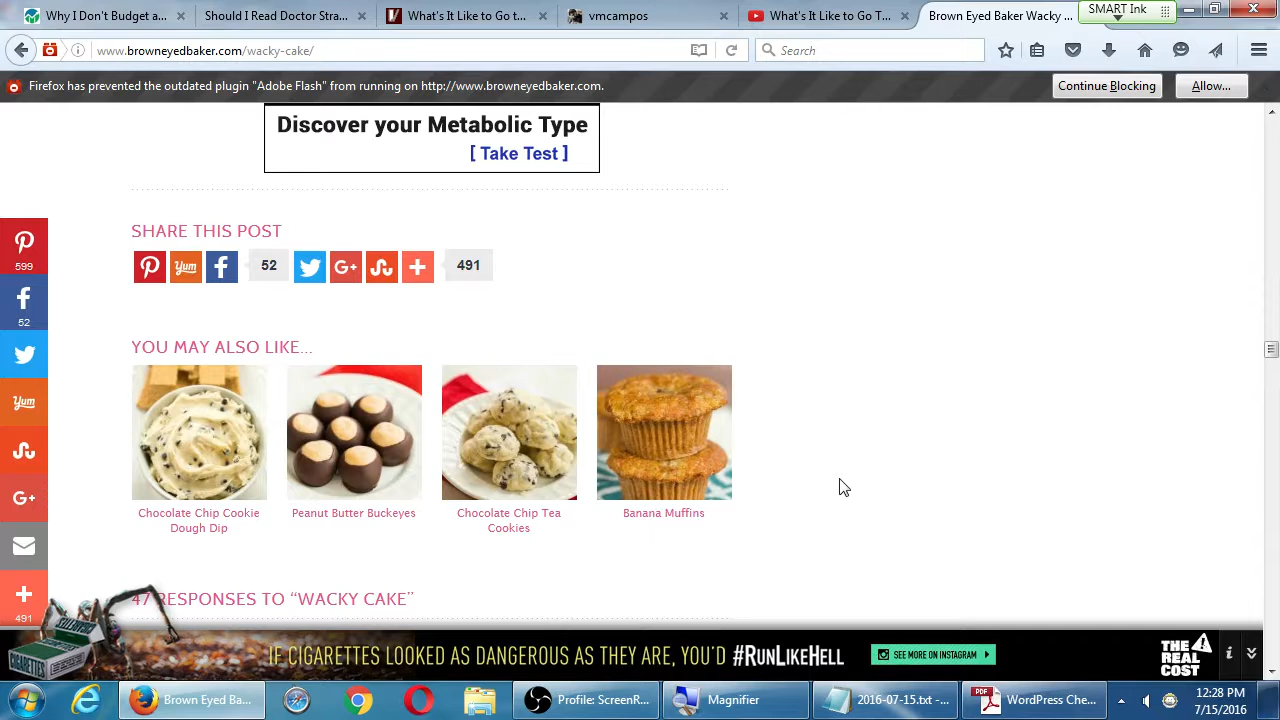 Why I Don't Budget a...
Should I Read Doctor Stra...
What's It Like to Go T...
vmcampos
What's It Like to Go T...
Brown Eyed Baker Wacky ...
SMART Ink
www.browneyedbaker.com/wacky-cake/
Search
Firefox has prevented the outdated plugin "Adobe Flash" from running on http://www.browneyedbaker.com.
Continue Blocking
Allow...
Discover your Metabolic Type
[ Take Test ]
SHARE THIS POST
Yum
52
G+
491
599
52
Yum
G+
491
YOU MAY ALSO LIKE...
Chocolate Chip Cookie
Dough Dip
Peanut Butter Buckeyes
Chocolate Chip Tea
Cookies
Banana Muffins
47 RESPONSES TO “WACKY CAKE”
CIGARETTES
IF CIGARETTES LOOKED AS DANGEROUS AS THEY ARE, YOU'D #RUNLIKEHELL
SEE MORE ON INSTAGRAM
THE REAL COST
Brown Eyed Ba...
Profile: ScreenR...
Magnifier
2016-07-15.txt -...
PDF
WordPress Che...
12:28 PM
7/15/2016